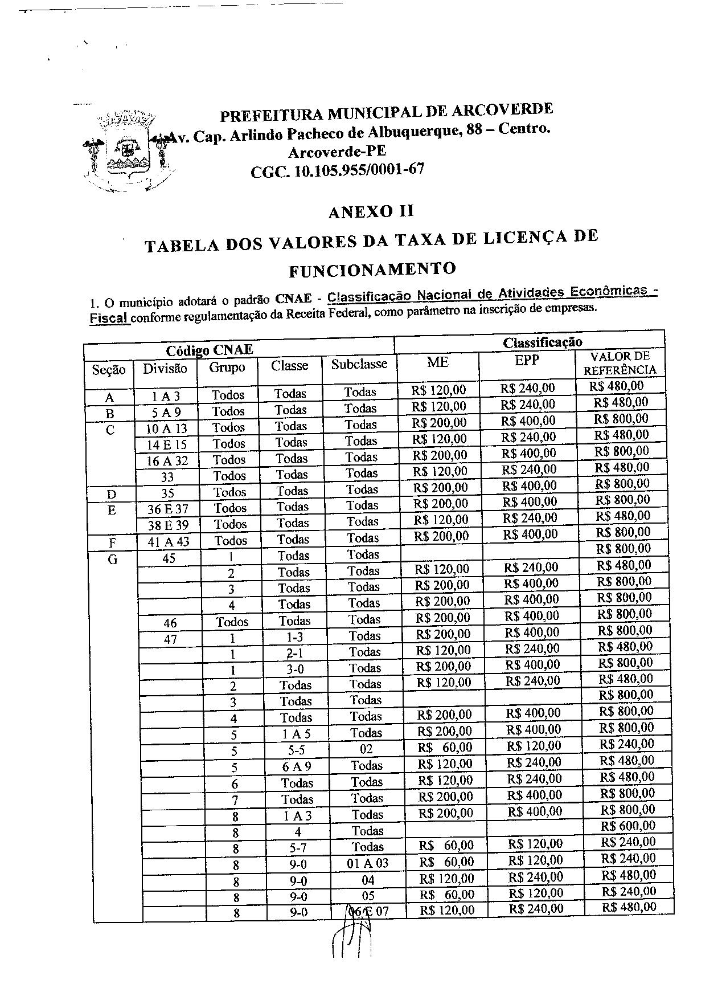 PREFEITURA MUNICIPAL DE ARCOVERDE
Av. Cap. Arlindo Pacheco de Albuquerque, 88 – Centro.
Arcoverde-PE
CGC. 10.105.955/0001-67
ANEXO II
TABELA DOS VALORES DA TAXA DE LICENÇA DE
FUNCIONAMENTO
1. O município adotará o padrão CNAE - Classificação Nacional de Atividades Econômicas -
Fiscal conforme regulamentação da Receita Federal, como parâmetro na inscrição de empresas.
Código CNAE Classificação
Seção Divisão Grupo Classe Subclasse ME EPP VALOR DE REFERÊNCIA
A 1 A 3 Todos Todas Todas R$ 120,00 R$ 240,00 R$ 480,00
B 5 A 9 Todos Todas Todas R$ 120,00 R$ 240,00 R$ 480,00
C 10 A 13 Todos Todas Todas R$ 200,00 R$ 400,00 R$ 800,00
14 E 15 Todos Todas Todas R$ 120,00 R$ 240,00 R$ 480,00
16 A 32 Todos Todas Todas R$ 200,00 R$ 400,00 R$ 800,00
33 Todos Todas Todas R$ 120,00 R$ 240,00 R$ 480,00
D 35 Todos Todas Todas R$ 200,00 R$ 400,00 R$ 800,00
E 36 E 37 Todos Todas Todas R$ 200,00 R$ 400,00 R$ 800,00
38 E 39 Todos Todas Todas R$ 120,00 R$ 240,00 R$ 480,00
F 41 A 43 Todos Todas Todas R$ 200,00 R$ 400,00 R$ 800,00
G 45 1 Todas Todas R$ 800,00
2 Todas Todas R$ 120,00 R$ 240,00 R$ 480,00
3 Todas Todas R$ 200,00 R$ 400,00 R$ 800,00
4 Todas Todas R$ 200,00 R$ 400,00 R$ 800,00
46 Todos Todas Todas R$ 200,00 R$ 400,00 R$ 800,00
47 1 1-3 Todas R$ 200,00 R$ 400,00 R$ 800,00
1 2-1 Todas R$ 120,00 R$ 240,00 R$ 480,00
1 3-0 Todas R$ 200,00 R$ 400,00 R$ 800,00
2 Todas Todas R$ 120,00 R$ 240,00 R$ 480,00
3 Todas Todas R$ 800,00
4 Todas Todas R$ 200,00 R$ 400,00 R$ 800,00
5 1 A 5 Todas R$ 200,00 R$ 400,00 R$ 800,00
5 5-5 02 R$ 60,00 R$ 120,00 R$ 240,00
5 6 A 9 Todas R$ 120,00 R$ 240,00 R$ 480,00
6 Todas Todas R$ 120,00 R$ 240,00 R$ 480,00
7 Todas Todas R$ 200,00 R$ 400,00 R$ 800,00
8 1 A 3 Todas R$ 200,00 R$ 400,00 R$ 800,00
8 4 Todas R$ 600,00
8 5-7 Todas R$ 60,00 R$ 120,00 R$ 240,00
8 9-0 01 A 03 R$ 60,00 R$ 120,00 R$ 240,00
8 9-0 04 R$ 120,00 R$ 240,00 R$ 480,00
8 9-0 05 R$ 60,00 R$ 120,00 R$ 240,00
8 9-0 06 E 07 R$ 120,00 R$ 240,00 R$ 480,00